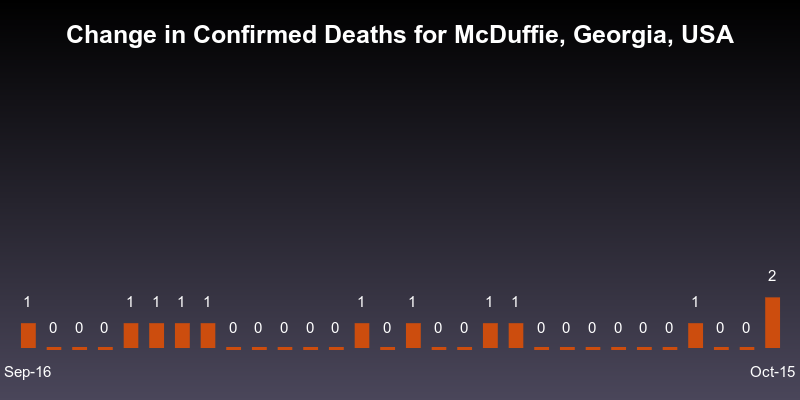 Change in Confirmed Deaths for McDuffie, Georgia, USA
2
1 1 1 1 1 1 1 1 1 1
0 0 0 0 0 0 0 0 0 0 0 0 0 0 0 0 0 0 0
Sep-16 Oct-15